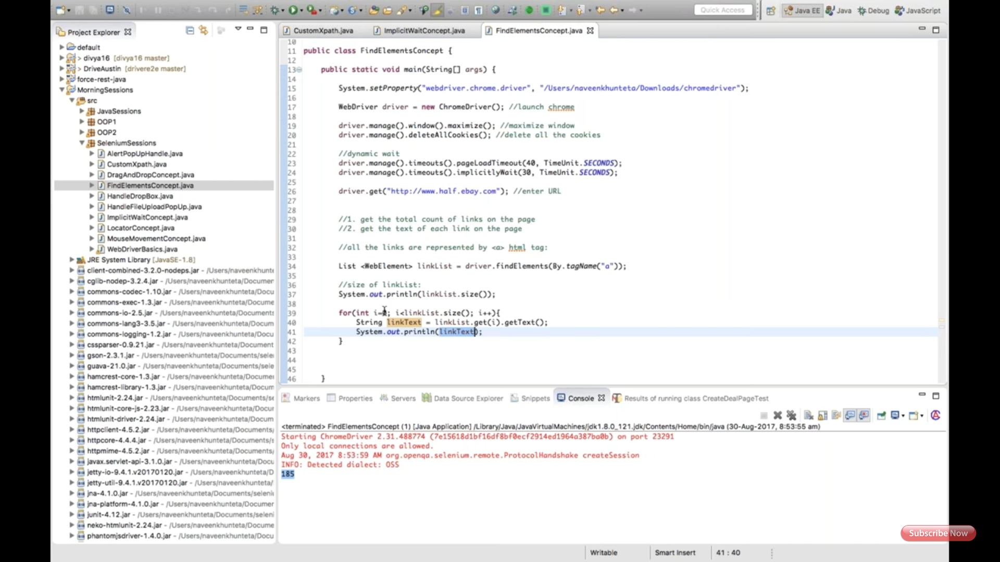 Quick Access
Java EE
Java
Debug
JavaScript
Project Explorer
default
> divya16 [divya16 master]
> DriveAustin [drivere2e master]
force-rest-java
MorningSessions
src
JavaSessions
OOP1
OOP2
SeleniumSessions
AlertPopUpHandle.java
CustomXpath.java
DragAndDropConcept.java
FindElementsConcept.java
HandleDropBox.java
HandleFileUploadPopUp.java
ImplicitWaitConcept.java
LocatorConcept.java
MouseMovementConcept.java
WebDriverBasics.java
JRE System Library [JavaSE-1.8]
client-combined-3.2.0-nodeps.jar - /Users/naveenkhunte
cglib-nodep-3.2.4.jar - /Users/naveenkhunteta/Documer
commons-codec-1.10.jar - /Users/naveenkhunteta/Docu
commons-exec-1.3.jar - /Users/naveenkhunteta/Docume
commons-io-2.5.jar - /Users/naveenkhunteta/Document
commons-lang3-3.5.jar - /Users/naveenkhunteta/Docum
commons-logging-1.2.jar - /Users/naveenkhunteta/Docu
cssparser-0.9.21.jar - /Users/naveenkhunteta/Documen
gson-2.3.1.jar - /Users/naveenkhunteta/Documents/sele
guava-21.0.jar - /Users/naveenkhunteta/Documents/sele
hamcrest-core-1.3.jar - /Users/naveenkhunteta/Documer
hamcrest-library-1.3.jar - /Users/naveenkhunteta/Docum
htmlunit-2.24.jar - /Users/naveenkhunteta/Documents/se
htmlunit-core-js-2.23.jar - /Users/naveenkhunteta/Docu
htmlunit-driver-2.24.jar - /Users/naveenkhunteta/Docum
httpclient-4.5.2.jar - /Users/naveenkhunteta/Document
httpcore-4.4.4.jar - /Users/naveenkhunteta/Documents/s
httpmime-4.5.2.jar - /Users/naveenkhunteta/Documents,
javax.servlet-api-3.1.0.jar - /Users/naveenkhunteta/Docu
jetty-io-9.4.1.v20170120.jar - /Users/naveenkhunteta/D
jetty-util-9.4.1.v20170120.jar - /Users/naveenkhunteta/
jna-4.1.0.jar - /Users/naveenkhunteta/Documents/seleni
jna-platform-4.1.0.jar - /Users/naveenkhunteta/Documer
junit-4.12.jar - /Users/naveenkhunteta/Documents/seleni
neko-htmlunit-2.24.jar - /Users/naveenkhunteta/Docum
phantomjsdriver-1.4.0.jar - /Users/naveenkhunteta/Docu
CustomXpath.java
ImplicitWaitConcept.java
FindElementsConcept.java
10
11 public class FindElementsConcept {
12
13 public static void main(String[] args) {
14
15 System.setProperty("webdriver.chrome.driver", "/Users/naveenkhunteta/Downloads/chromedriver");
16
17 WebDriver driver = new ChromeDriver(); //launch chrome
18
19 driver.manage().window().maximize(); //maximize window
20 driver.manage().deleteAllCookies(); //delete all the cookies
21
22 //dynamic wait
23 driver.manage().timeouts().pageLoadTimeout(40, TimeUnit.SECONDS);
24 driver.manage().timeouts().implicitlyWait(30, TimeUnit.SECONDS);
25
26 driver.get("http://www.half.ebay.com"); //enter URL
27
28
29 //1. get the total count of links on the page
30 //2. get the text of each link on the page
31
32 //all the links are represented by <a> html tag:
33
34 List <WebElement> linkList = driver.findElements(By.tagName("a"));
35
36 //size of linkList:
37 System.out.println(linkList.size());
38
39 for(int i= ; i<linkList.size(); i++){
40 String linkText = linkList.get(i).getText();
41 System.out.println(linkText);
42 }
43
44
45
46 }
Markers
Properties
Servers
Data Source Explorer
Snippets
Console
Results of running class CreateDealPageTest
<terminated> FindElementsConcept (1) [Java Application] /Library/Java/JavaVirtualMachines/jdk1.8.0_121.jdk/Contents/Home/bin/java (30-Aug-2017, 8:53:55 am)
Starting ChromeDriver 2.31.488774 (7e15618d1bf16df8bf0ecf2914ed1964a387ba0b) on port 23291
Only local connections are allowed.
Aug 30, 2017 8:53:59 AM org.openqa.selenium.remote.ProtocolHandshake createSession
INFO: Detected dialect: OSS
185
Subscribe Now
Writable
Smart Insert
41 : 40